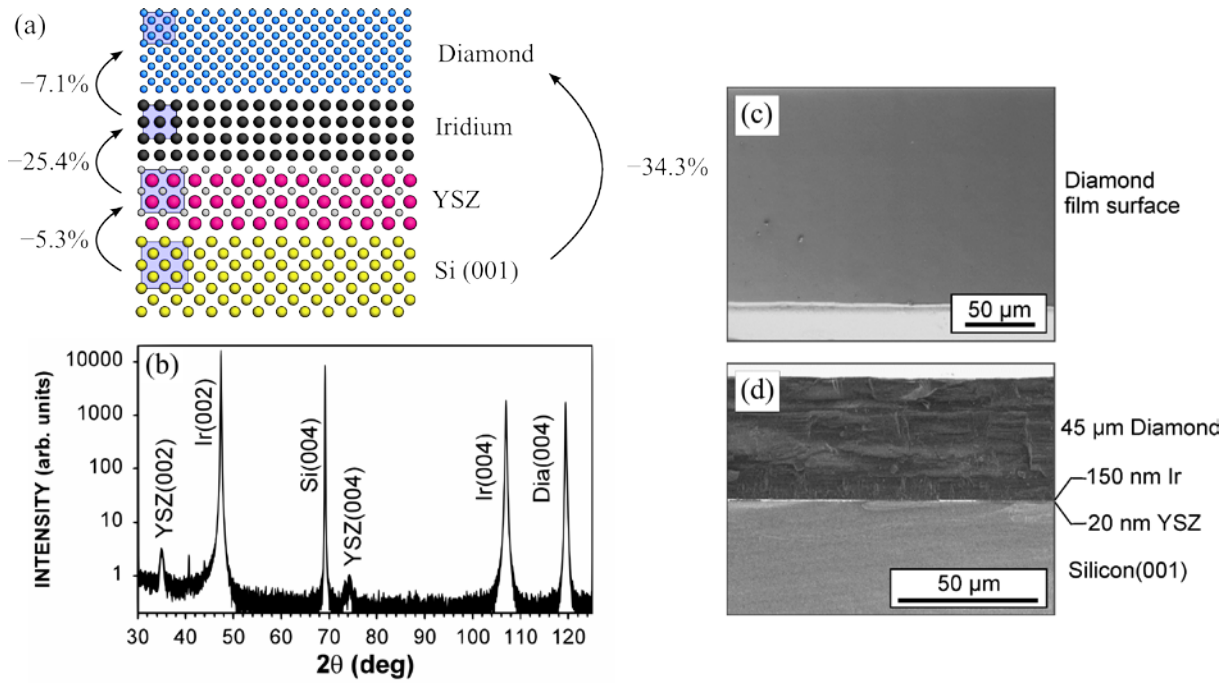 (a)
Diamond
−7.1%
Iridium
−25.4%
−34.3%
YSZ
−5.3%
Si (001)
(b)
INTENSITY (arb. units)
10000
1000
100
10
1
YSZ(002)
Ir(002)
Si(004)
YSZ(004)
Ir(004)
Dia(004)
30 40 50 60 70 80 90 100 110 120
2θ (deg)
(c)
Diamond
film surface
50 µm
(d)
45 µm Diamond
150 nm Ir
20 nm YSZ
Silicon(001)
50 µm